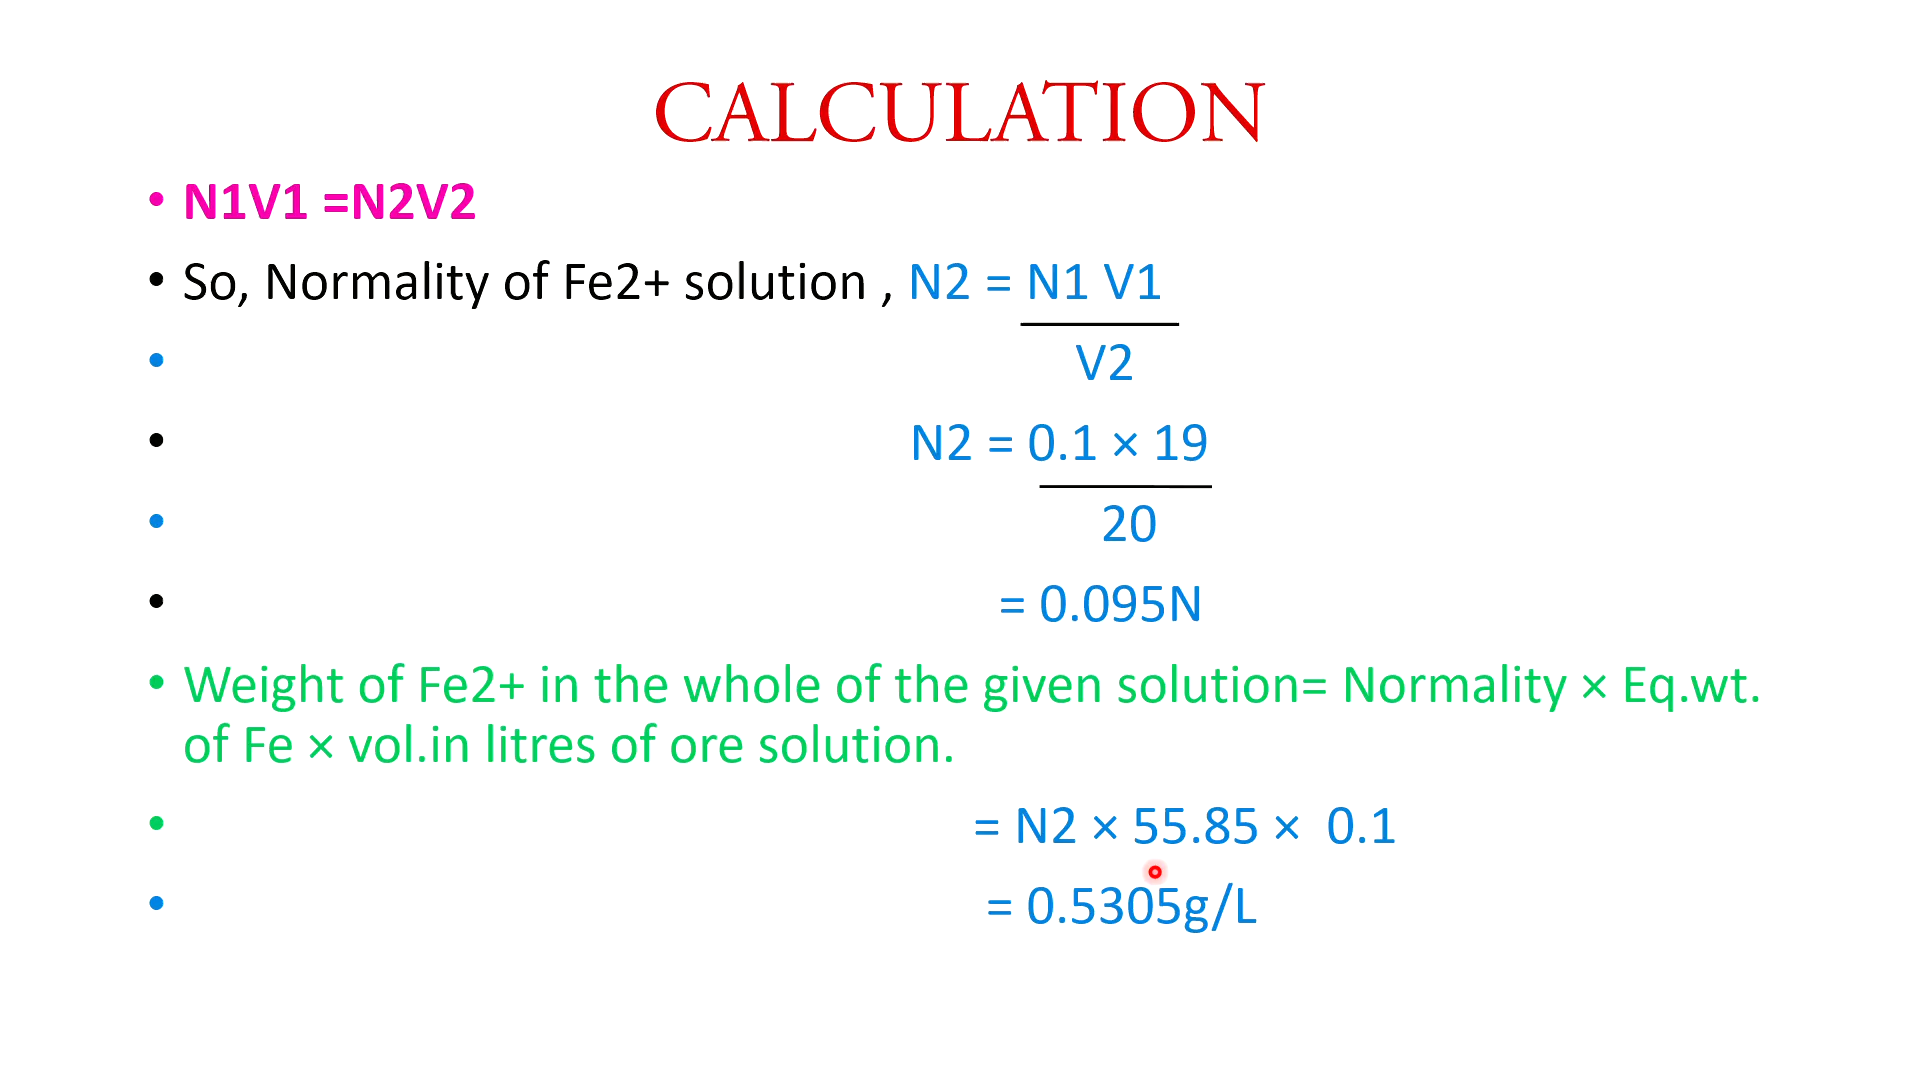 CALCULATION
• N1V1 =N2V2
• So, Normality of Fe2+ solution , N2 = N1 V1
• V2
• N2 = 0.1 × 19
• 20
• = 0.095N
• Weight of Fe2+ in the whole of the given solution= Normality × Eq.wt.
of Fe × vol.in litres of ore solution.
• = N2 × 55.85 × 0.1
• = 0.5305g/L